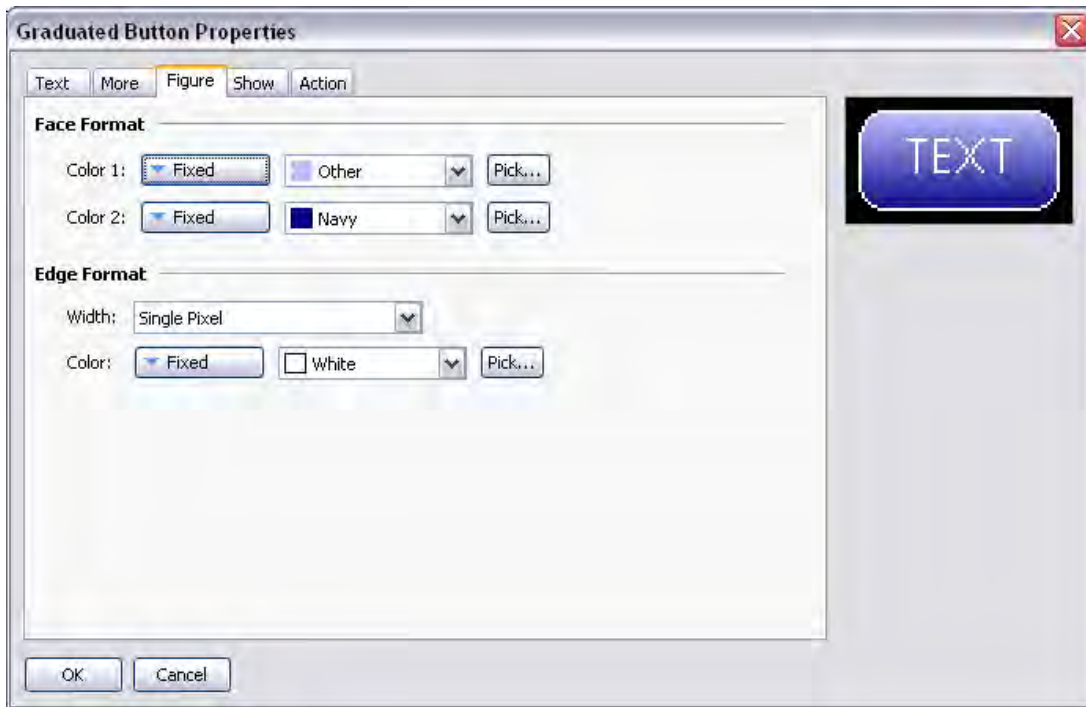 Graduated Button Properties
Text More Figure Show Action
Face Format
Color 1: Fixed Other Pick...
Color 2: Fixed Navy Pick...
Edge Format
Width: Single Pixel
Color: Fixed White Pick...
TEXT
OK Cancel